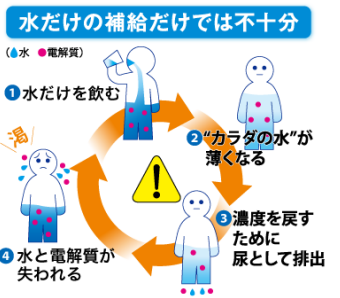 水だけの補給だけでは不十分
(💧水 ●電解質)
1 水だけを飲む
2 “カラダの水”が
薄くなる
渇
3 濃度を戻す
ために
尿として排出
4 水と電解質が
失われる